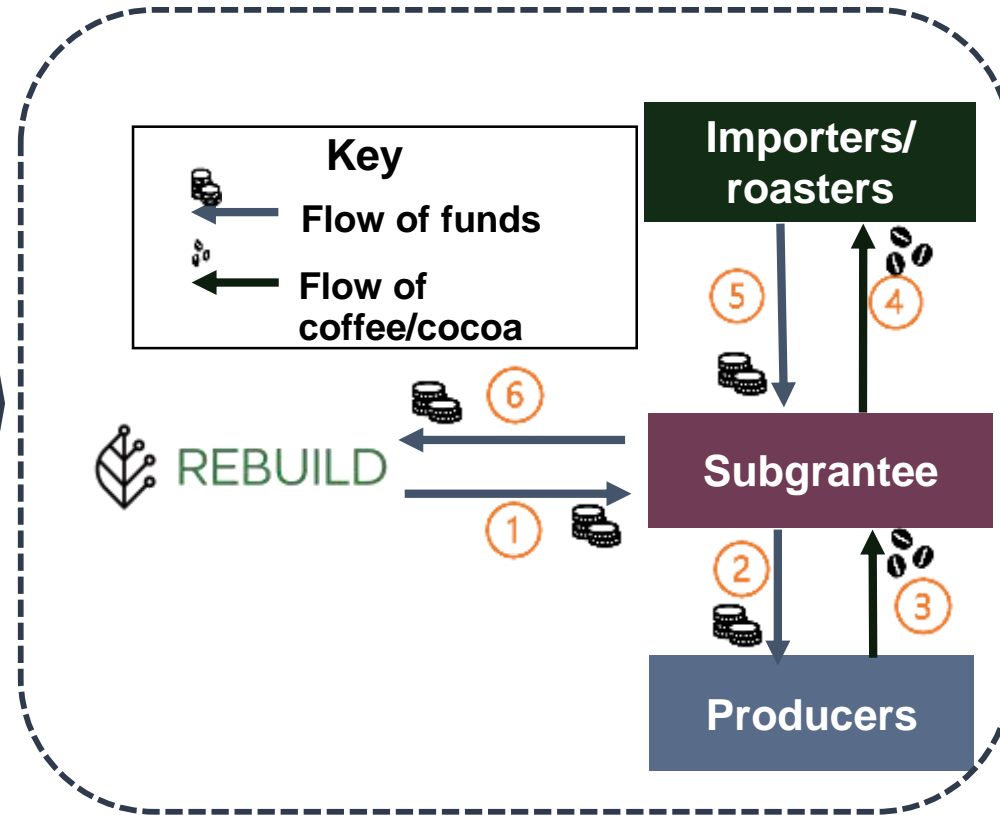 Importers/
roasters
Key
Flow of funds
Flow of
coffee/cocoa
5
4
6
REBUILD
Subgrantee
1
2
3
Producers